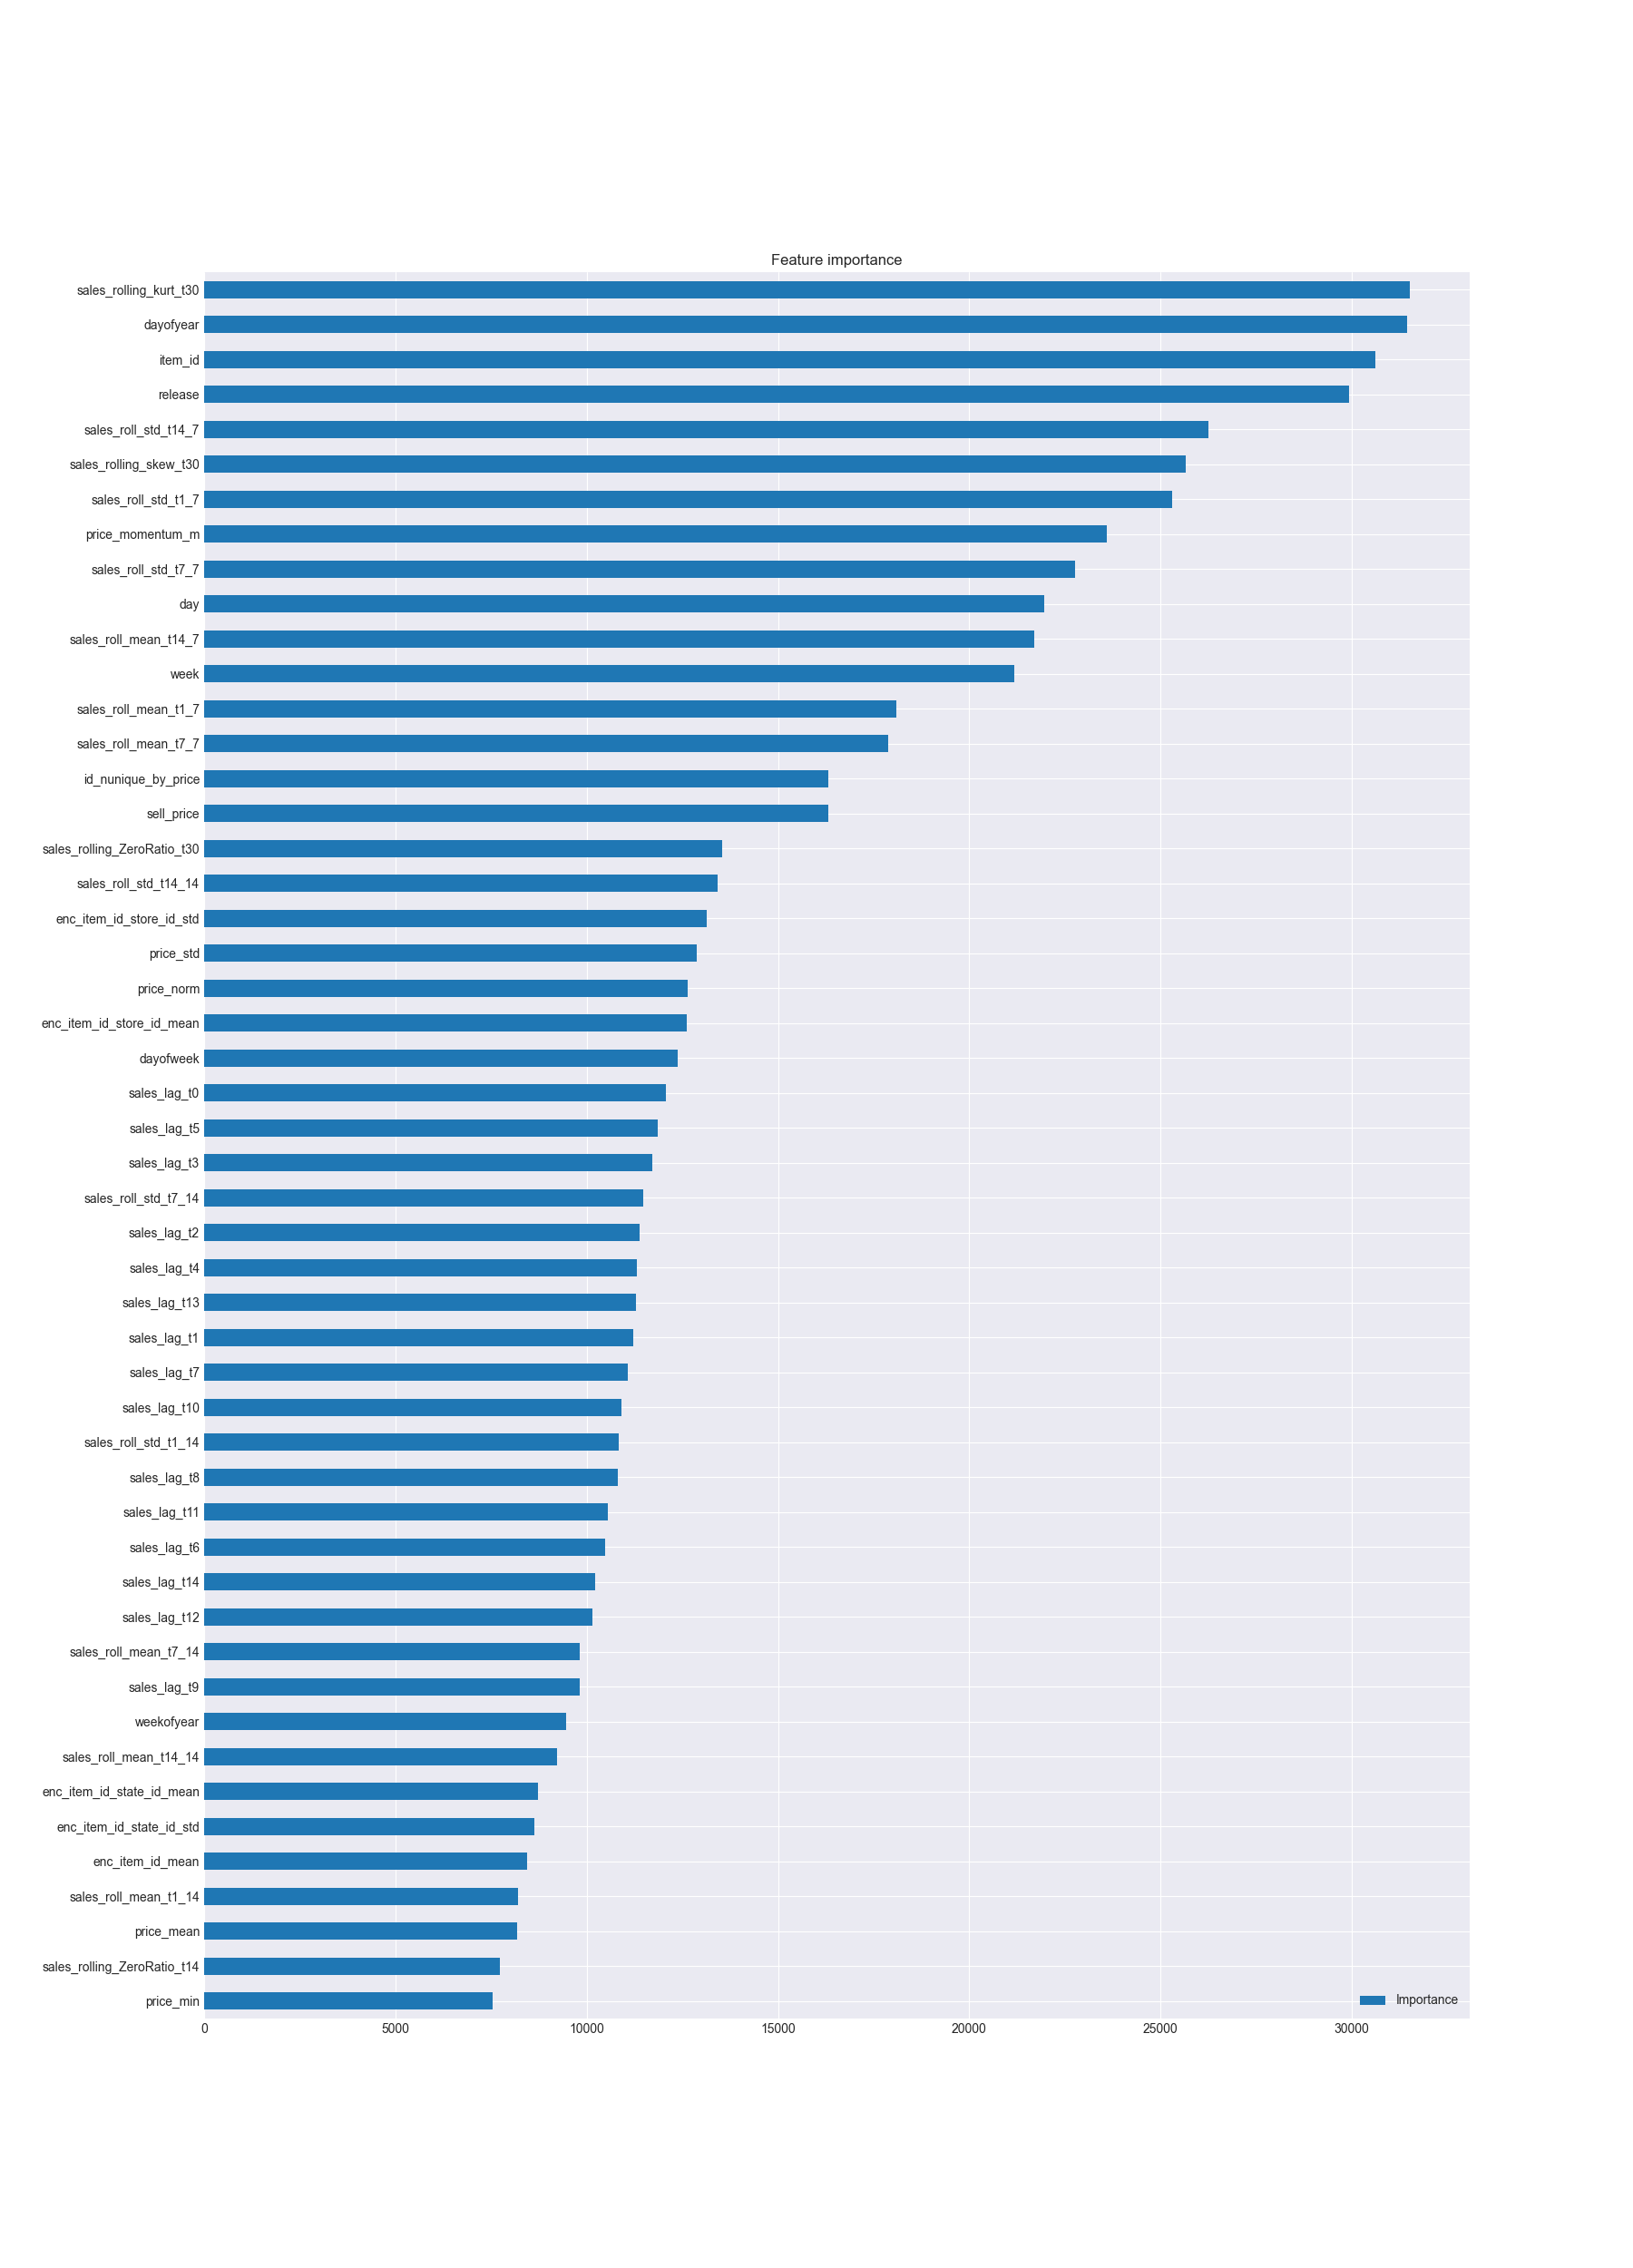 Feature importance
sales_rolling_kurt_t30
dayofyear
item_id
release
sales_roll_std_t14_7
sales_rolling_skew_t30
sales_roll_std_t1_7
price_momentum_m
sales_roll_std_t7_7
day
sales_roll_mean_t14_7
week
sales_roll_mean_t1_7
sales_roll_mean_t7_7
id_nunique_by_price
sell_price
sales_rolling_ZeroRatio_t30
sales_roll_std_t14_14
enc_item_id_store_id_std
price_std
price_norm
enc_item_id_store_id_mean
dayofweek
sales_lag_t0
sales_lag_t5
sales_lag_t3
sales_roll_std_t7_14
sales_lag_t2
sales_lag_t4
sales_lag_t13
sales_lag_t1
sales_lag_t7
sales_lag_t10
sales_roll_std_t1_14
sales_lag_t8
sales_lag_t11
sales_lag_t6
sales_lag_t14
sales_lag_t12
sales_roll_mean_t7_14
sales_lag_t9
weekofyear
sales_roll_mean_t14_14
enc_item_id_state_id_mean
enc_item_id_state_id_std
enc_item_id_mean
sales_roll_mean_t1_14
price_mean
sales_rolling_ZeroRatio_t14
price_min
Importance
0 5000 10000 15000 20000 25000 30000